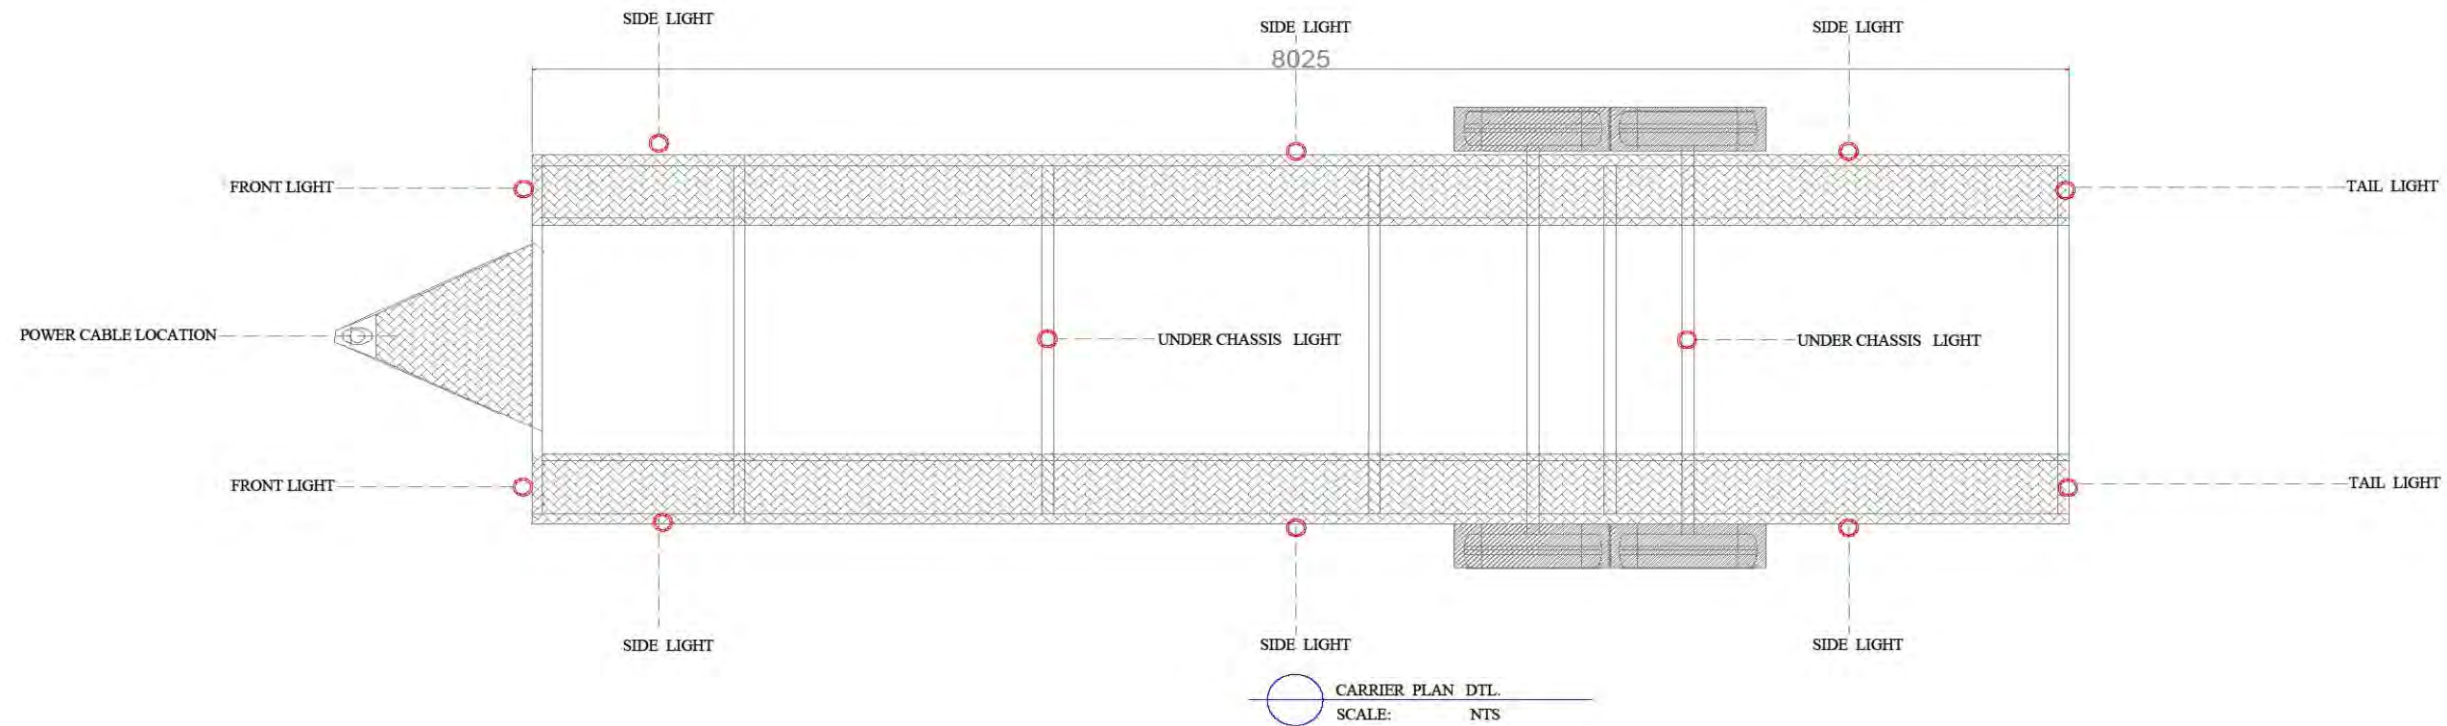 SIDE LIGHT
SIDE LIGHT
SIDE LIGHT
8025
FRONT LIGHT
TAIL LIGHT
POWER CABLE LOCATION
UNDER CHASSIS LIGHT
UNDER CHASSIS LIGHT
FRONT LIGHT
TAIL LIGHT
SIDE LIGHT
SIDE LIGHT
SIDE LIGHT
CARRIER PLAN DTL.
SCALE: NTS